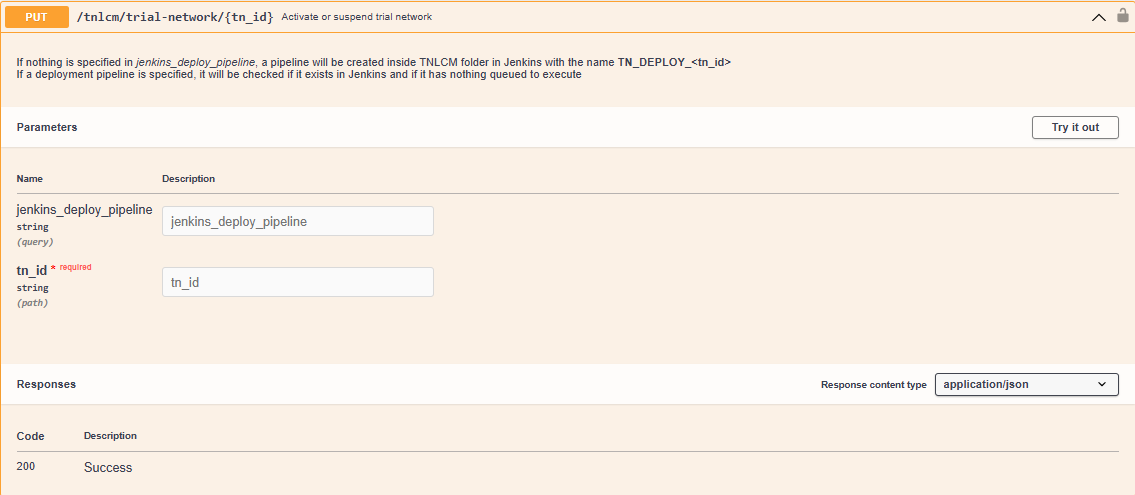 PUT /tnlcm/trial-network/{tn_id} Activate or suspend trial network
If nothing is specified in jenkins_deploy_pipeline, a pipeline will be created inside TNLCM folder in Jenkins with the name TN_DEPLOY_<tn_id>
If a deployment pipeline is specified, it will be checked if it exists in Jenkins and if it has nothing queued to execute
Parameters Try it out
Name Description
jenkins_deploy_pipeline jenkins_deploy_pipeline
string
(query)
tn_id * required tn_id
string
(path)
Responses Response content type application/json
Code Description
200 Success